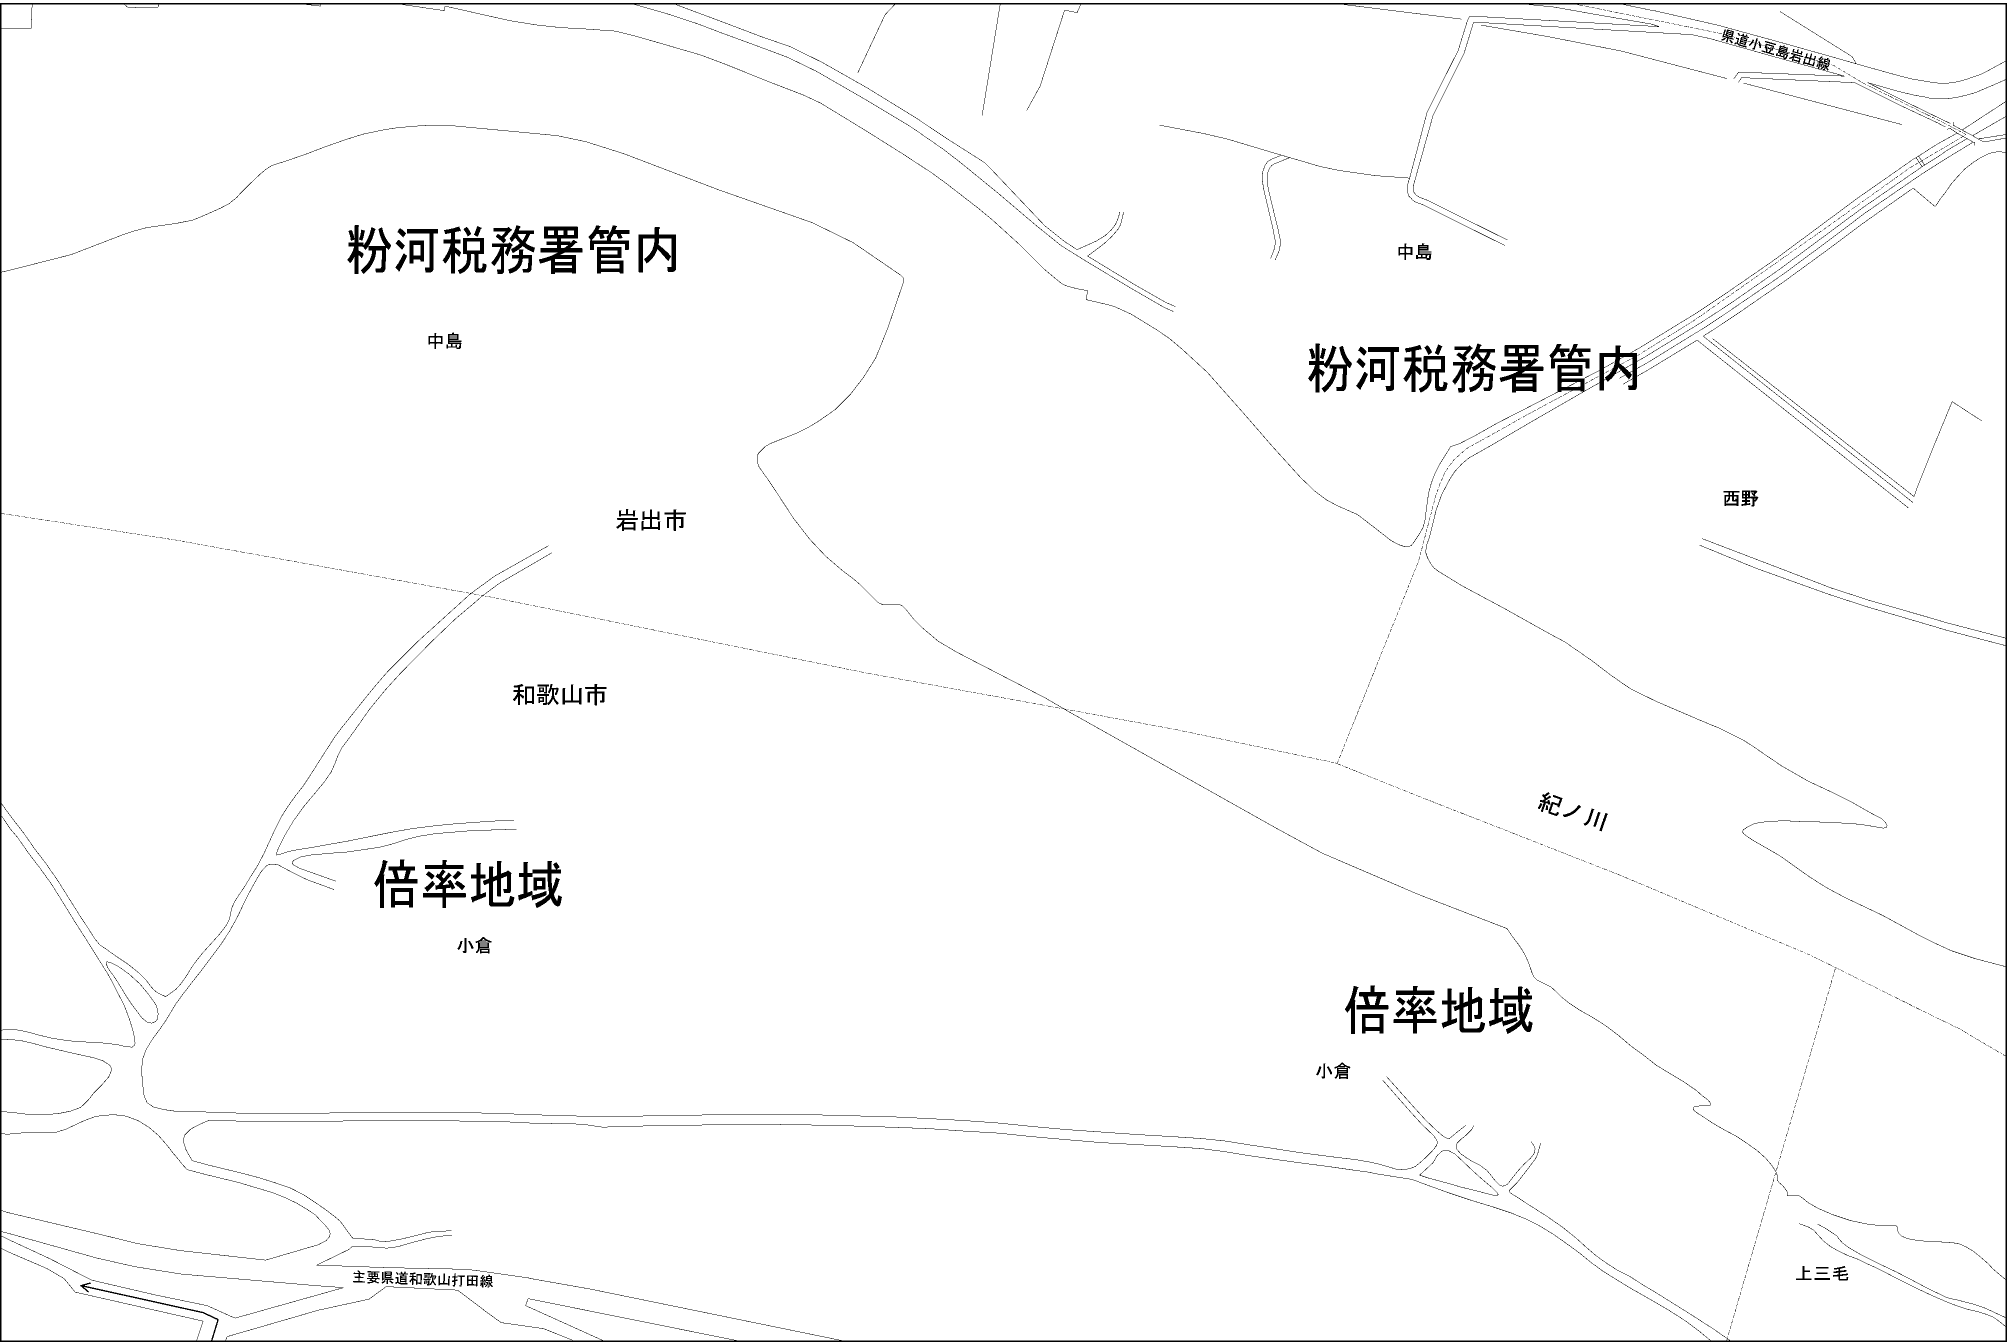 県道小豆島岩出線
粉河税務署管内
中島
中島
粉河税務署管内
西野
岩出市
和歌山市
紀ノ川
倍率地域
小倉
倍率地域
小倉
主要県道和歌山打田線
上三毛